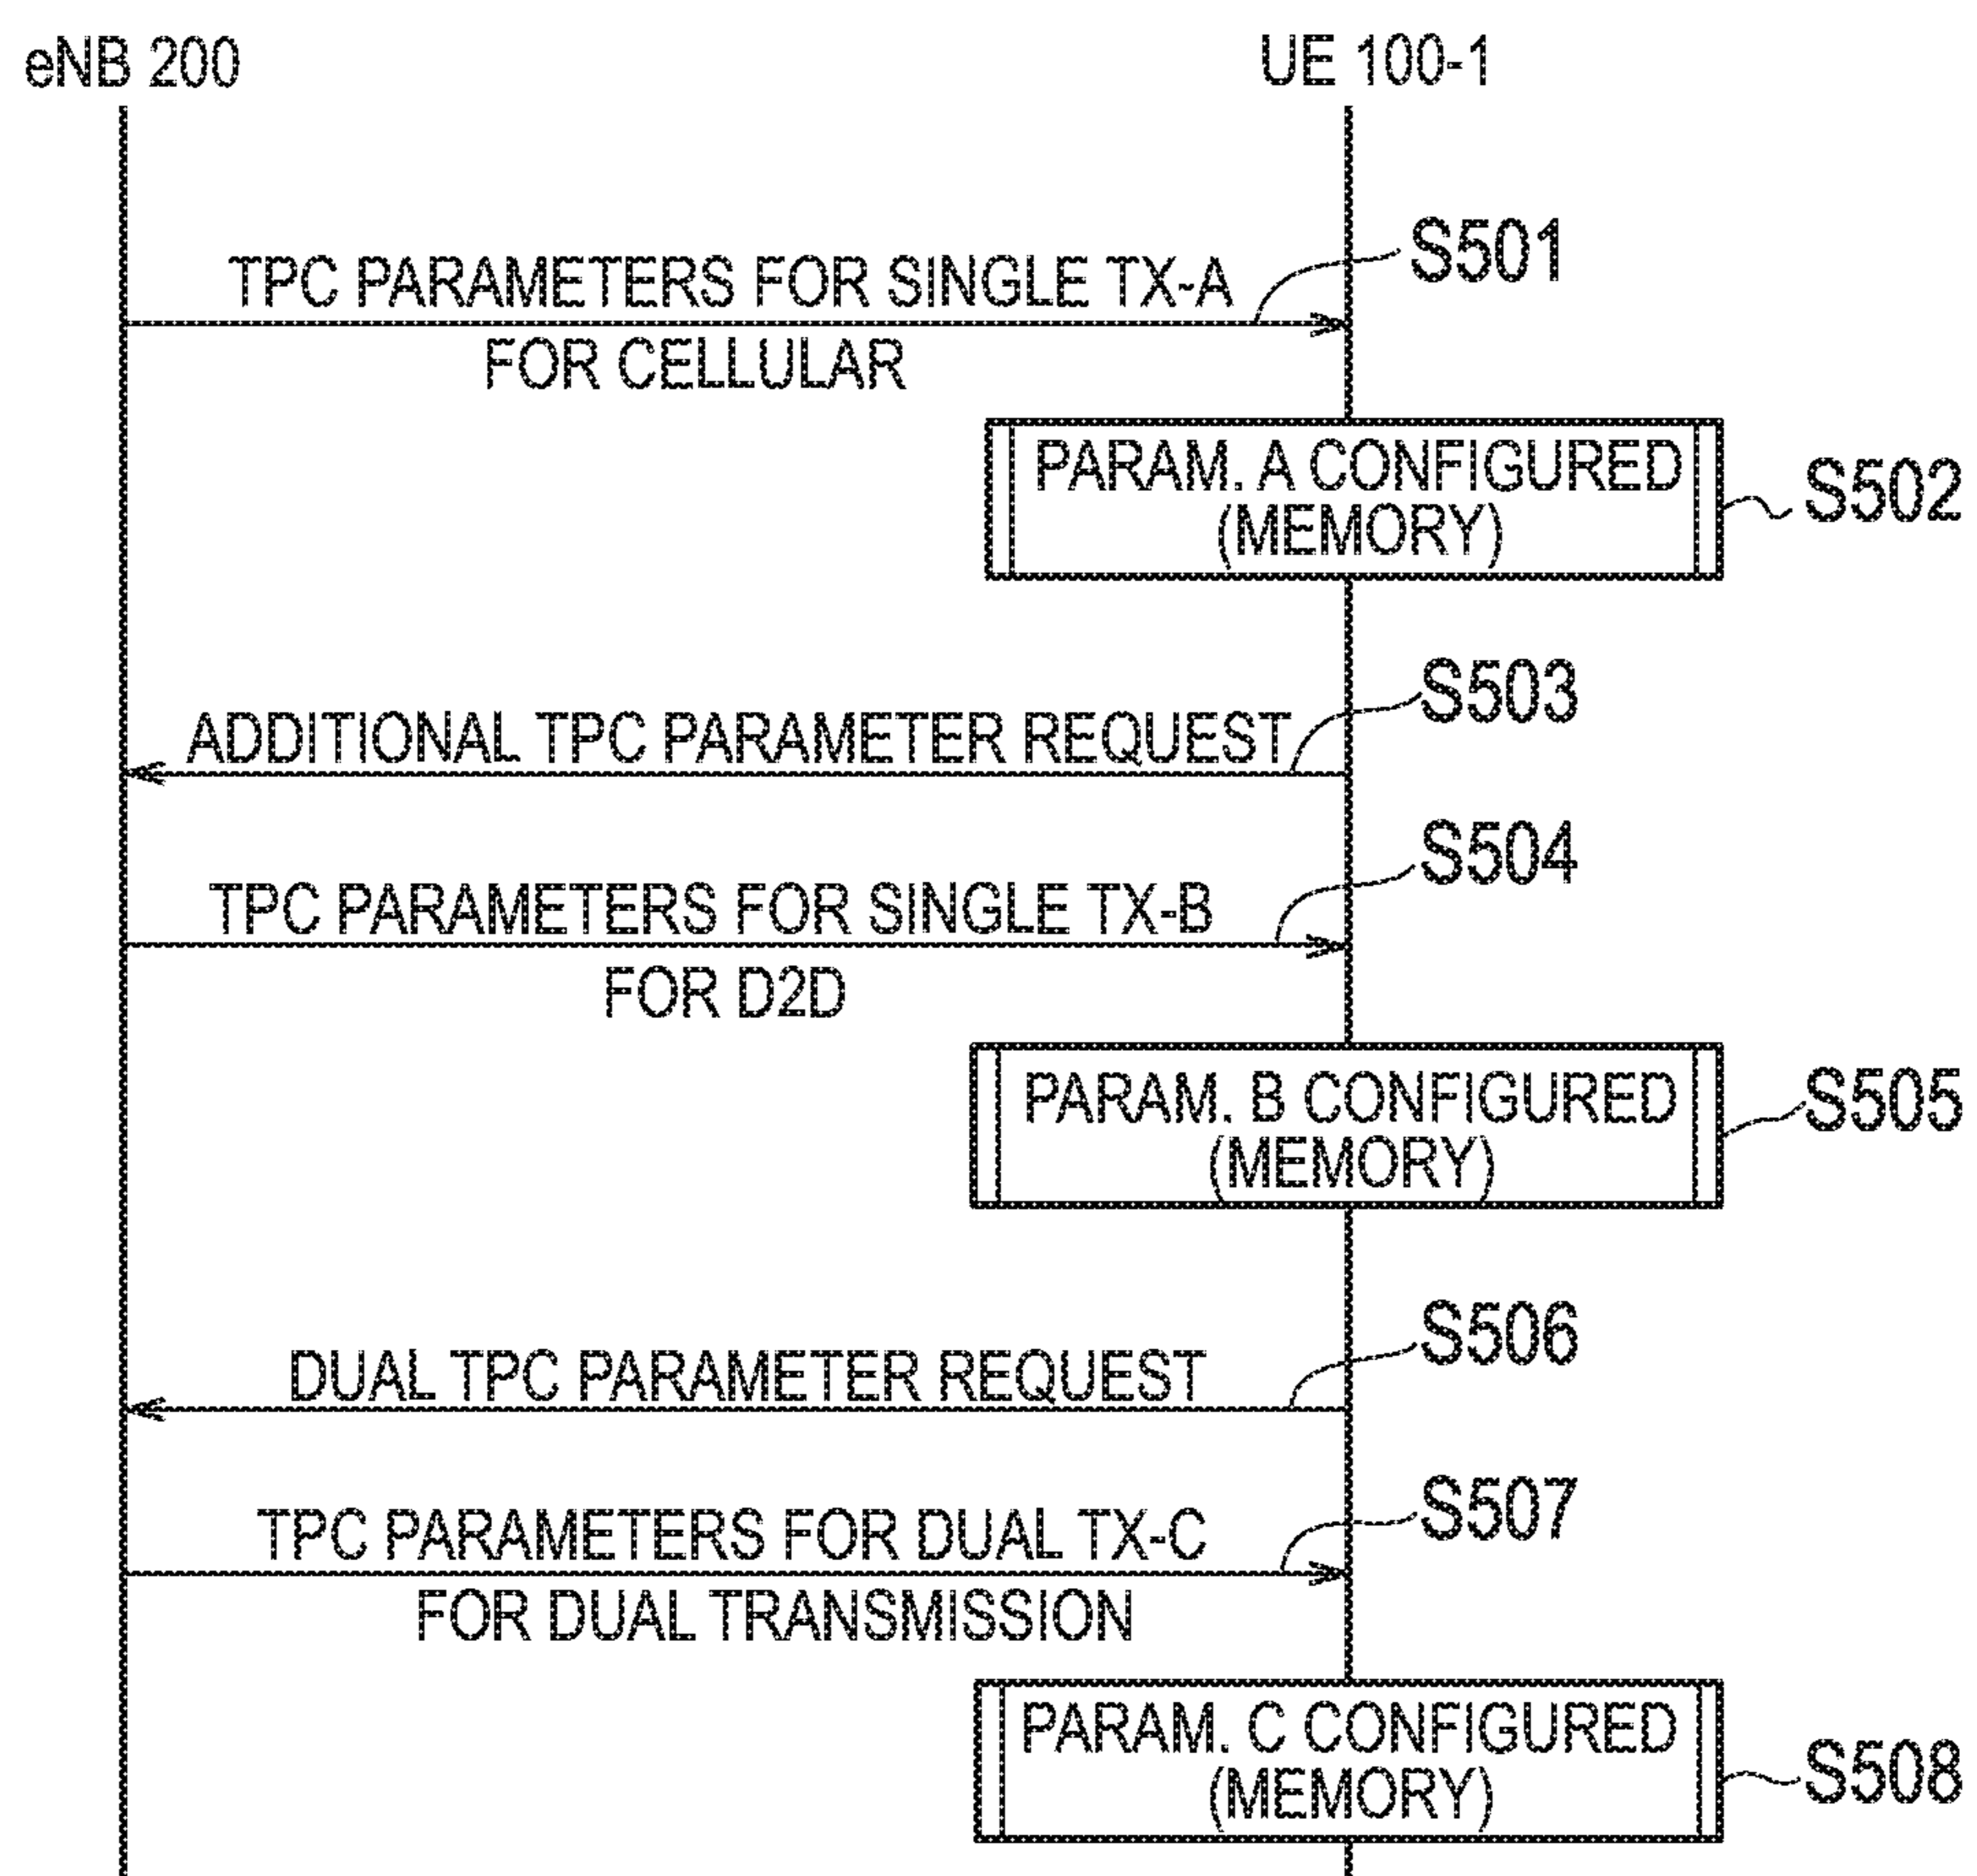 eNB 200
UE 100-1
S501
TPC PARAMETERS FOR SINGLE TX-A
FOR CELLULAR
PARAM. A CONFIGURED
(MEMORY)
S502
S503
ADDITIONAL TPC PARAMETER REQUEST
S504
TPC PARAMETERS FOR SINGLE TX-B
FOR D2D
PARAM. B CONFIGURED
(MEMORY)
S505
S506
DUAL TPC PARAMETER REQUEST
S507
TPC PARAMETERS FOR DUAL TX-C
FOR DUAL TRANSMISSION
PARAM. C CONFIGURED
(MEMORY)
S508